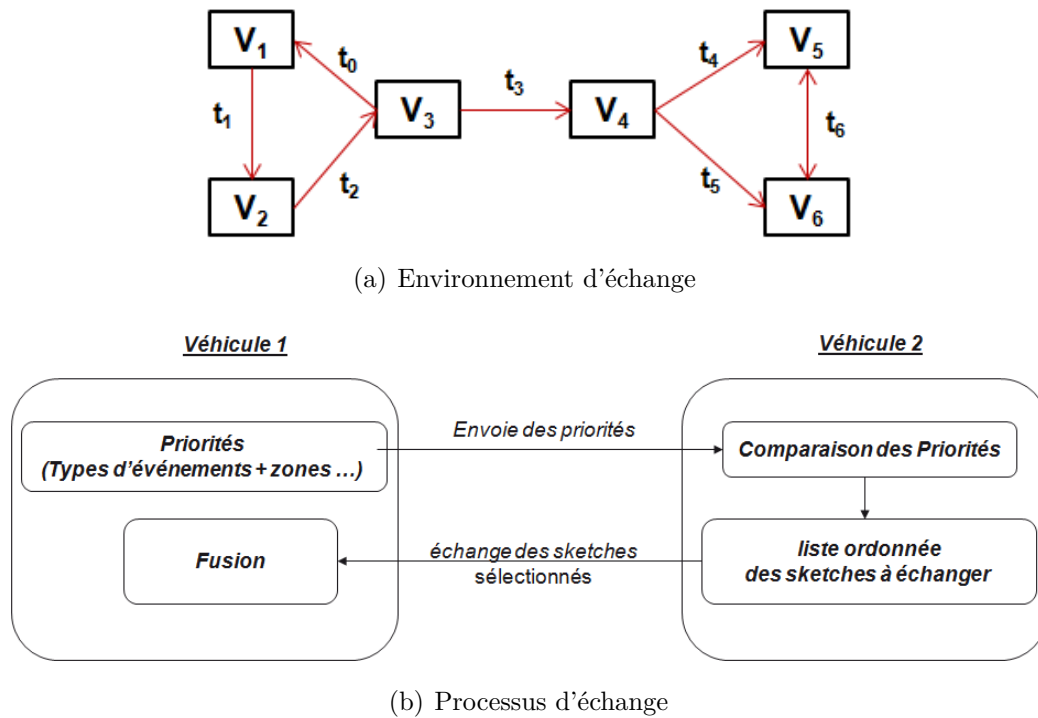 V₁
V₅
t₀
t₄
t₃
V₃
V₄
t₁
t₆
t₂
t₅
V₂
V₆
(a) Environnement d'échange
Véhicule 1
Véhicule 2
Priorités
(Types d'événements + zones ...)
Envoie des priorités
Comparaison des Priorités
Fusion
échange des sketches
sélectionnés
liste ordonnée
des sketches à échanger
(b) Processus d'échange